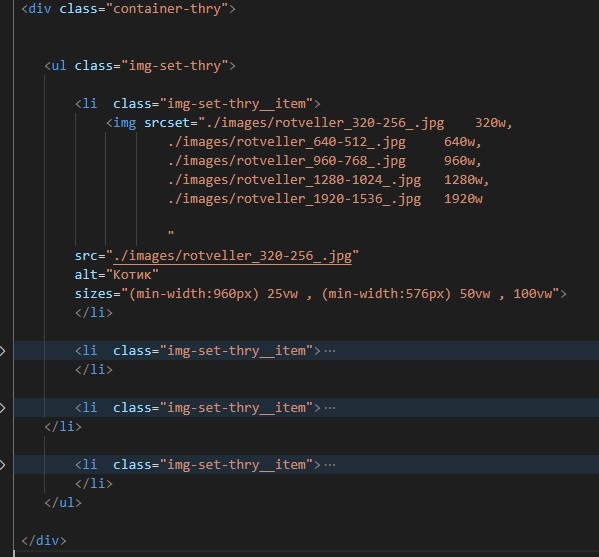 <div class="container-thry">
<ul class="img-set-thry">
<li  class="img-set-thry__item">
<img srcset="./images/rotveller_320-256_.jpg    320w,
./images/rotveller_640-512_.jpg     640w,
./images/rotveller_960-768_.jpg     960w,
./images/rotveller_1280-1024_.jpg   1280w,
./images/rotveller_1920-1536_.jpg   1920w
"
src="./images/rotveller_320-256_.jpg"
alt="Котик"
sizes="(min-width:960px) 25vw , (min-width:576px) 50vw , 100vw">
</li>
<li  class="img-set-thry__item">⋯
</li>
<li  class="img-set-thry__item">⋯
</li>
<li  class="img-set-thry__item">⋯
</li>
</ul>
</div>